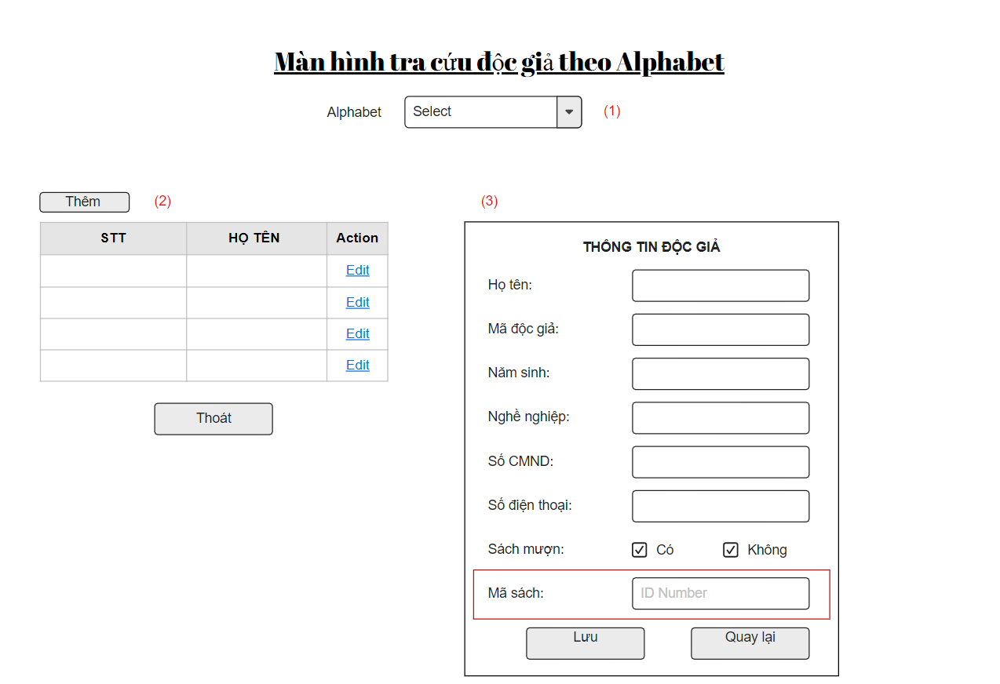 Màn hình tra cứu độc giả theo Alphabet
Alphabet Select (1)
Thêm (2)
STT HỌ TÊN Action
Edit
Edit
Edit
Edit
Thoát
(3)
THÔNG TIN ĐỘC GIẢ
Họ tên:
Mã độc giả:
Năm sinh:
Nghề nghiệp:
Số CMND:
Số điện thoại:
Sách mượn: Có Không
Mã sách: ID Number
Lưu Quay lại